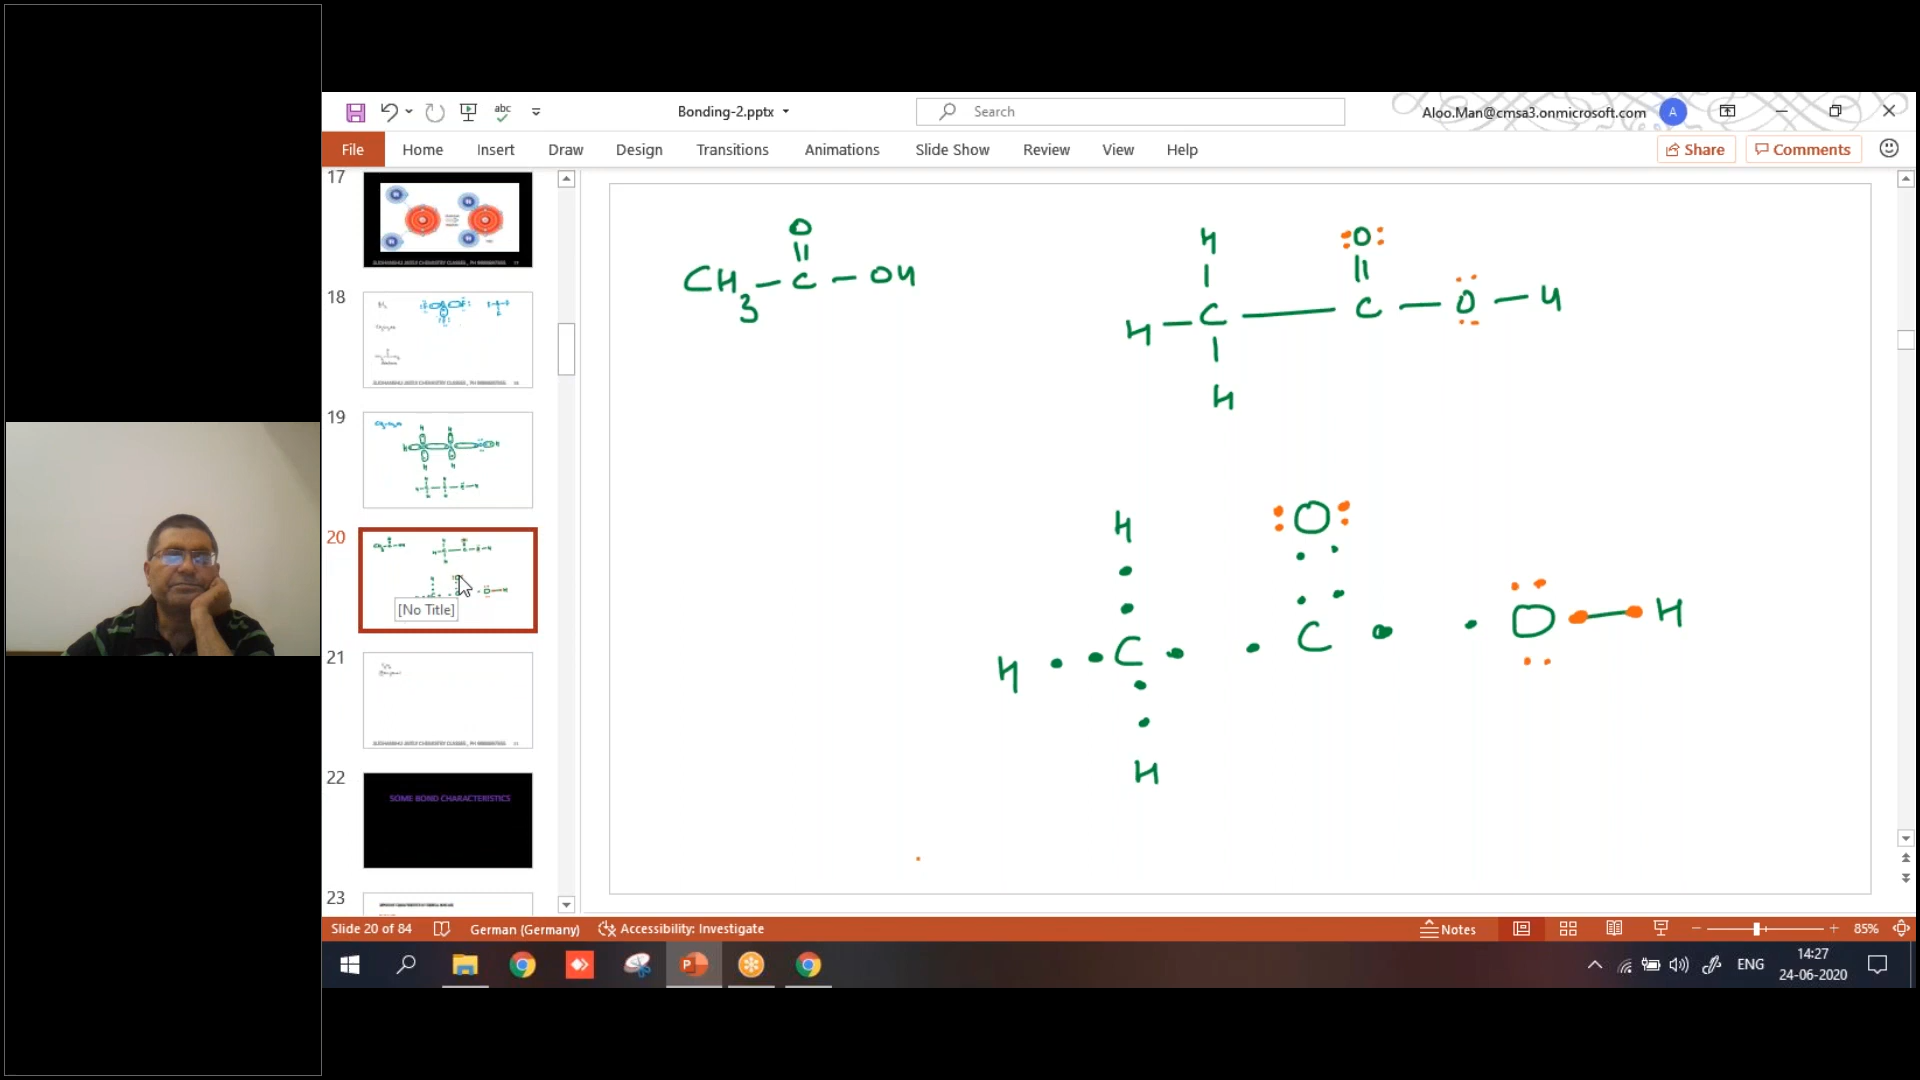 Bonding-2.pptx
Search
Aloo.Man@cmsa3.onmicrosoft.com
A
File Home Insert Draw Design Transitions Animations Slide Show Review View Help
Share
Comments
17
18
19
20
[No Title]
21
22
SOME BOND CHARACTERISTICS
23
O
||
CH3 – C – OH
H :O:
| ||
H – C — C – O – H
|
H
H :O:
H C C O – H
H
Slide 20 of 84
German (Germany)
Accessibility: Investigate
Notes
85%
ENG
14:27
24-06-2020